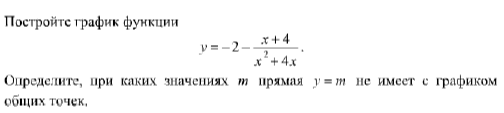 Постройте график функции
y = −2 − (x + 4)/(x² + 4x).
Определите, при каких значениях m прямая y = m не имеет с графиком
общих точек.